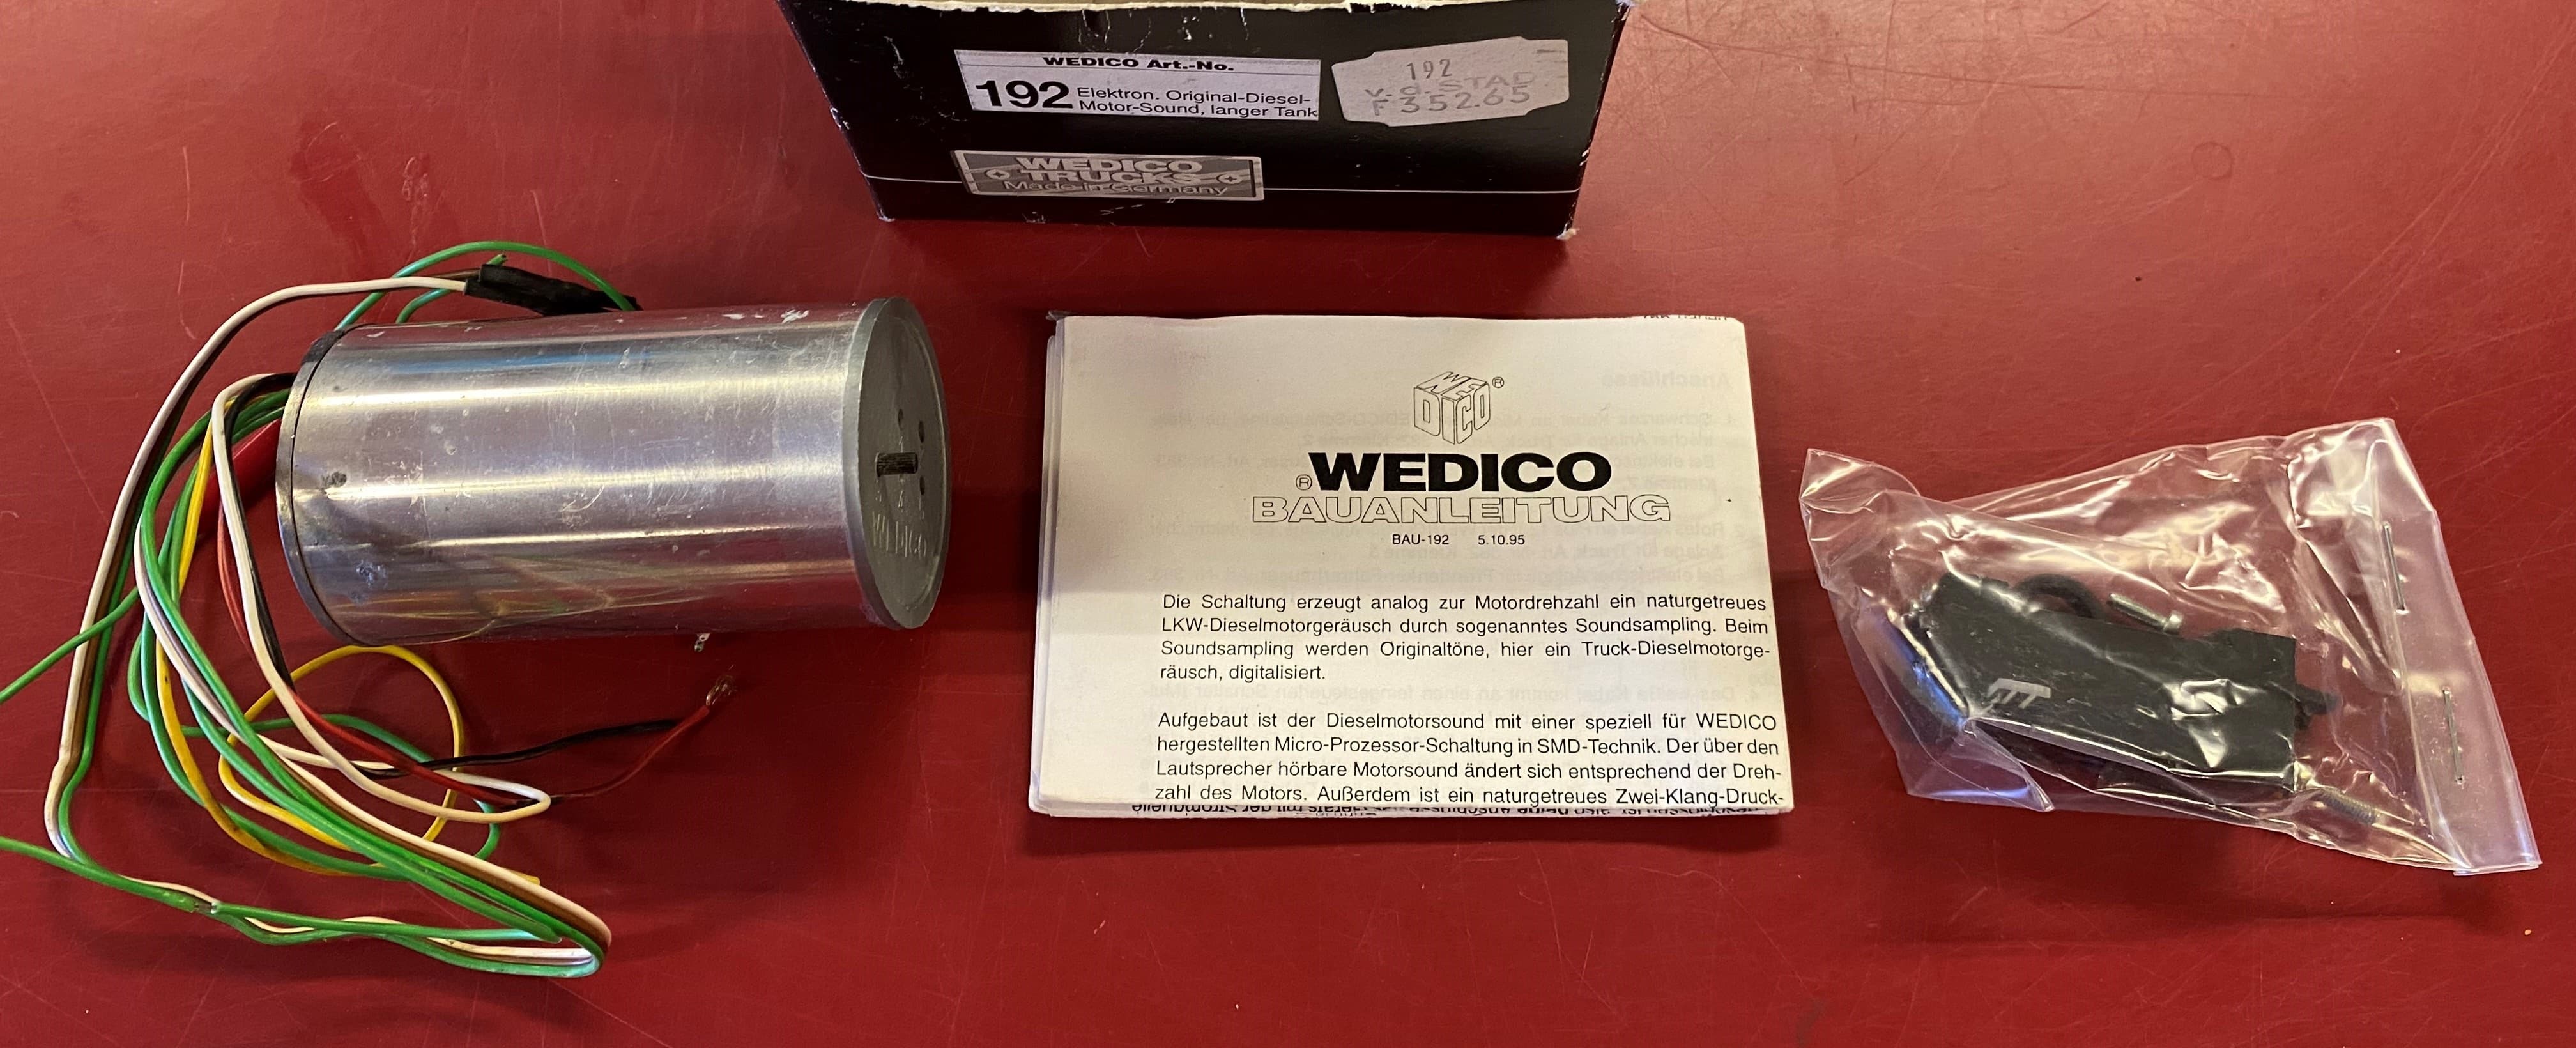 WEDICO Art.-No.
192 Elektron. Original-Diesel-
Motor-Sound, langer Tank
192
v.d. STAD
F 352.65
WEDICO
TRUCKS
Made in Germany
Wedico
WEDICO ®
® WEDICO
BAUANLEITUNG
BAU-192 5.10.95
Die Schaltung erzeugt analog zur Motordrehzahl ein naturgetreues
LKW-Dieselmotorgeräusch durch sogenanntes Soundsampling. Beim
Soundsampling werden Originaltöne, hier ein Truck-Dieselmotorge-
räusch, digitalisiert.
Aufgebaut ist der Dieselmotorsound mit einer speziell für WEDICO
hergestellten Micro-Prozessor-Schaltung in SMD-Technik. Der über den
Lautsprecher hörbare Motorsound ändert sich entsprechend der Dreh-
zahl des Motors. Außerdem ist ein naturgetreues Zwei-Klang-Druck-